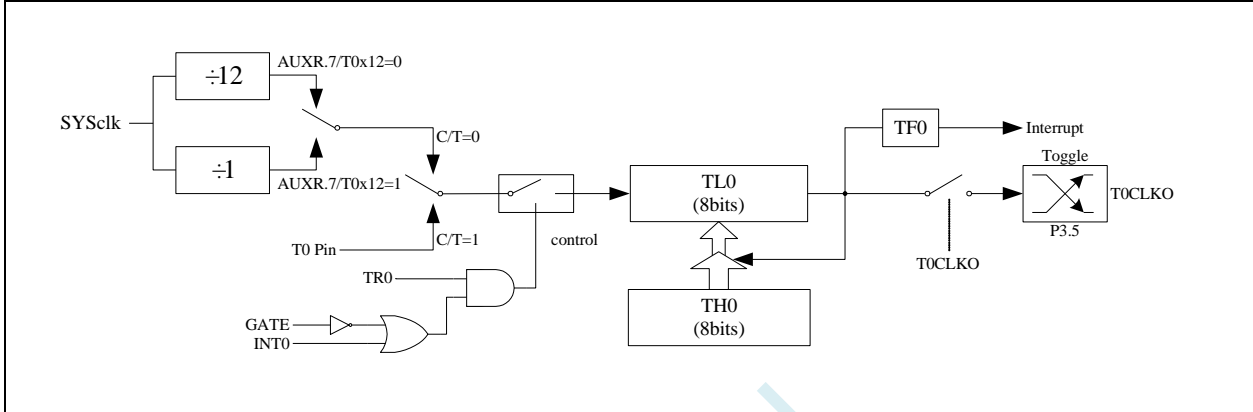 ÷12
AUXR.7/T0x12=0
SYSclk
÷1
AUXR.7/T0x12=1
C/T=0
T0 Pin
C/T=1
control
TR0
GATE
INT0
TL0
(8bits)
TH0
(8bits)
TF0
Interrupt
Toggle
T0CLKO
P3.5
T0CLKO